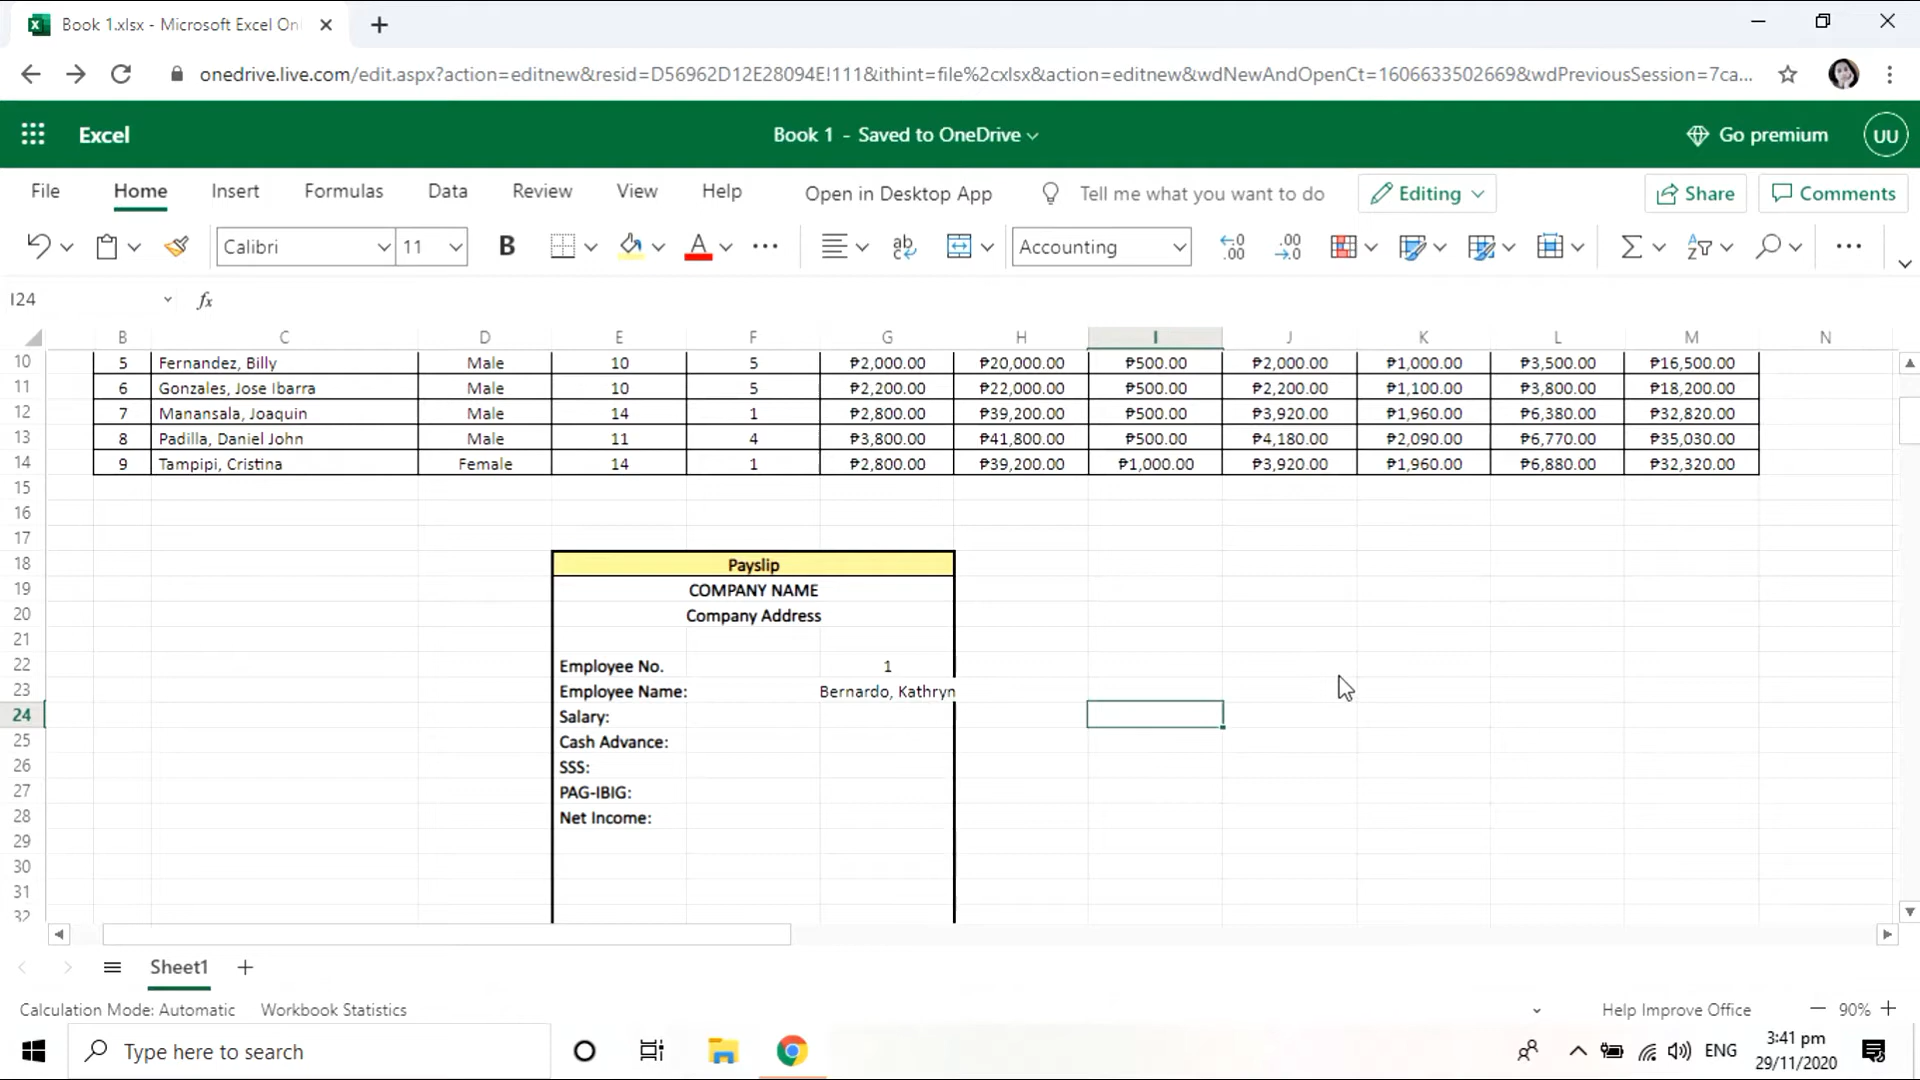 Book 1.xlsx - Microsoft Excel Onl
onedrive.live.com/edit.aspx?action=editnew&resid=D56962D12E28094E!111&ithint=file%2cxlsx&action=editnew&wdNewAndOpenCt=1606633502669&wdPreviousSession=7ca...
Excel Book 1 - Saved to OneDrive Go premium UU
File Home Insert Formulas Data Review View Help Open in Desktop App Tell me what you want to do Editing Share Comments
Calibri 11 B A ab Accounting .00 .00 Σ
I24 fx
B C D E F G H I J K L M N
10 5 Fernandez, Billy Male 10 5 ₱2,000.00 ₱20,000.00 ₱500.00 ₱2,000.00 ₱1,000.00 ₱3,500.00 ₱16,500.00
11 6 Gonzales, Jose Ibarra Male 10 5 ₱2,200.00 ₱22,000.00 ₱500.00 ₱2,200.00 ₱1,100.00 ₱3,800.00 ₱18,200.00
12 7 Manansala, Joaquin Male 14 1 ₱2,800.00 ₱39,200.00 ₱500.00 ₱3,920.00 ₱1,960.00 ₱6,380.00 ₱32,820.00
13 8 Padilla, Daniel John Male 11 4 ₱3,800.00 ₱41,800.00 ₱500.00 ₱4,180.00 ₱2,090.00 ₱6,770.00 ₱35,030.00
14 9 Tampipi, Cristina Female 14 1 ₱2,800.00 ₱39,200.00 ₱1,000.00 ₱3,920.00 ₱1,960.00 ₱6,880.00 ₱32,320.00
15
16
17
18 Payslip
19 COMPANY NAME
20 Company Address
21
22 Employee No. 1
23 Employee Name: Bernardo, Kathryn
24 Salary:
25 Cash Advance:
26 SSS:
27 PAG-IBIG:
28 Net Income:
29
30
31
32
Sheet1
Calculation Mode: Automatic Workbook Statistics Help Improve Office 90%
Type here to search ENG 3:41 pm
29/11/2020